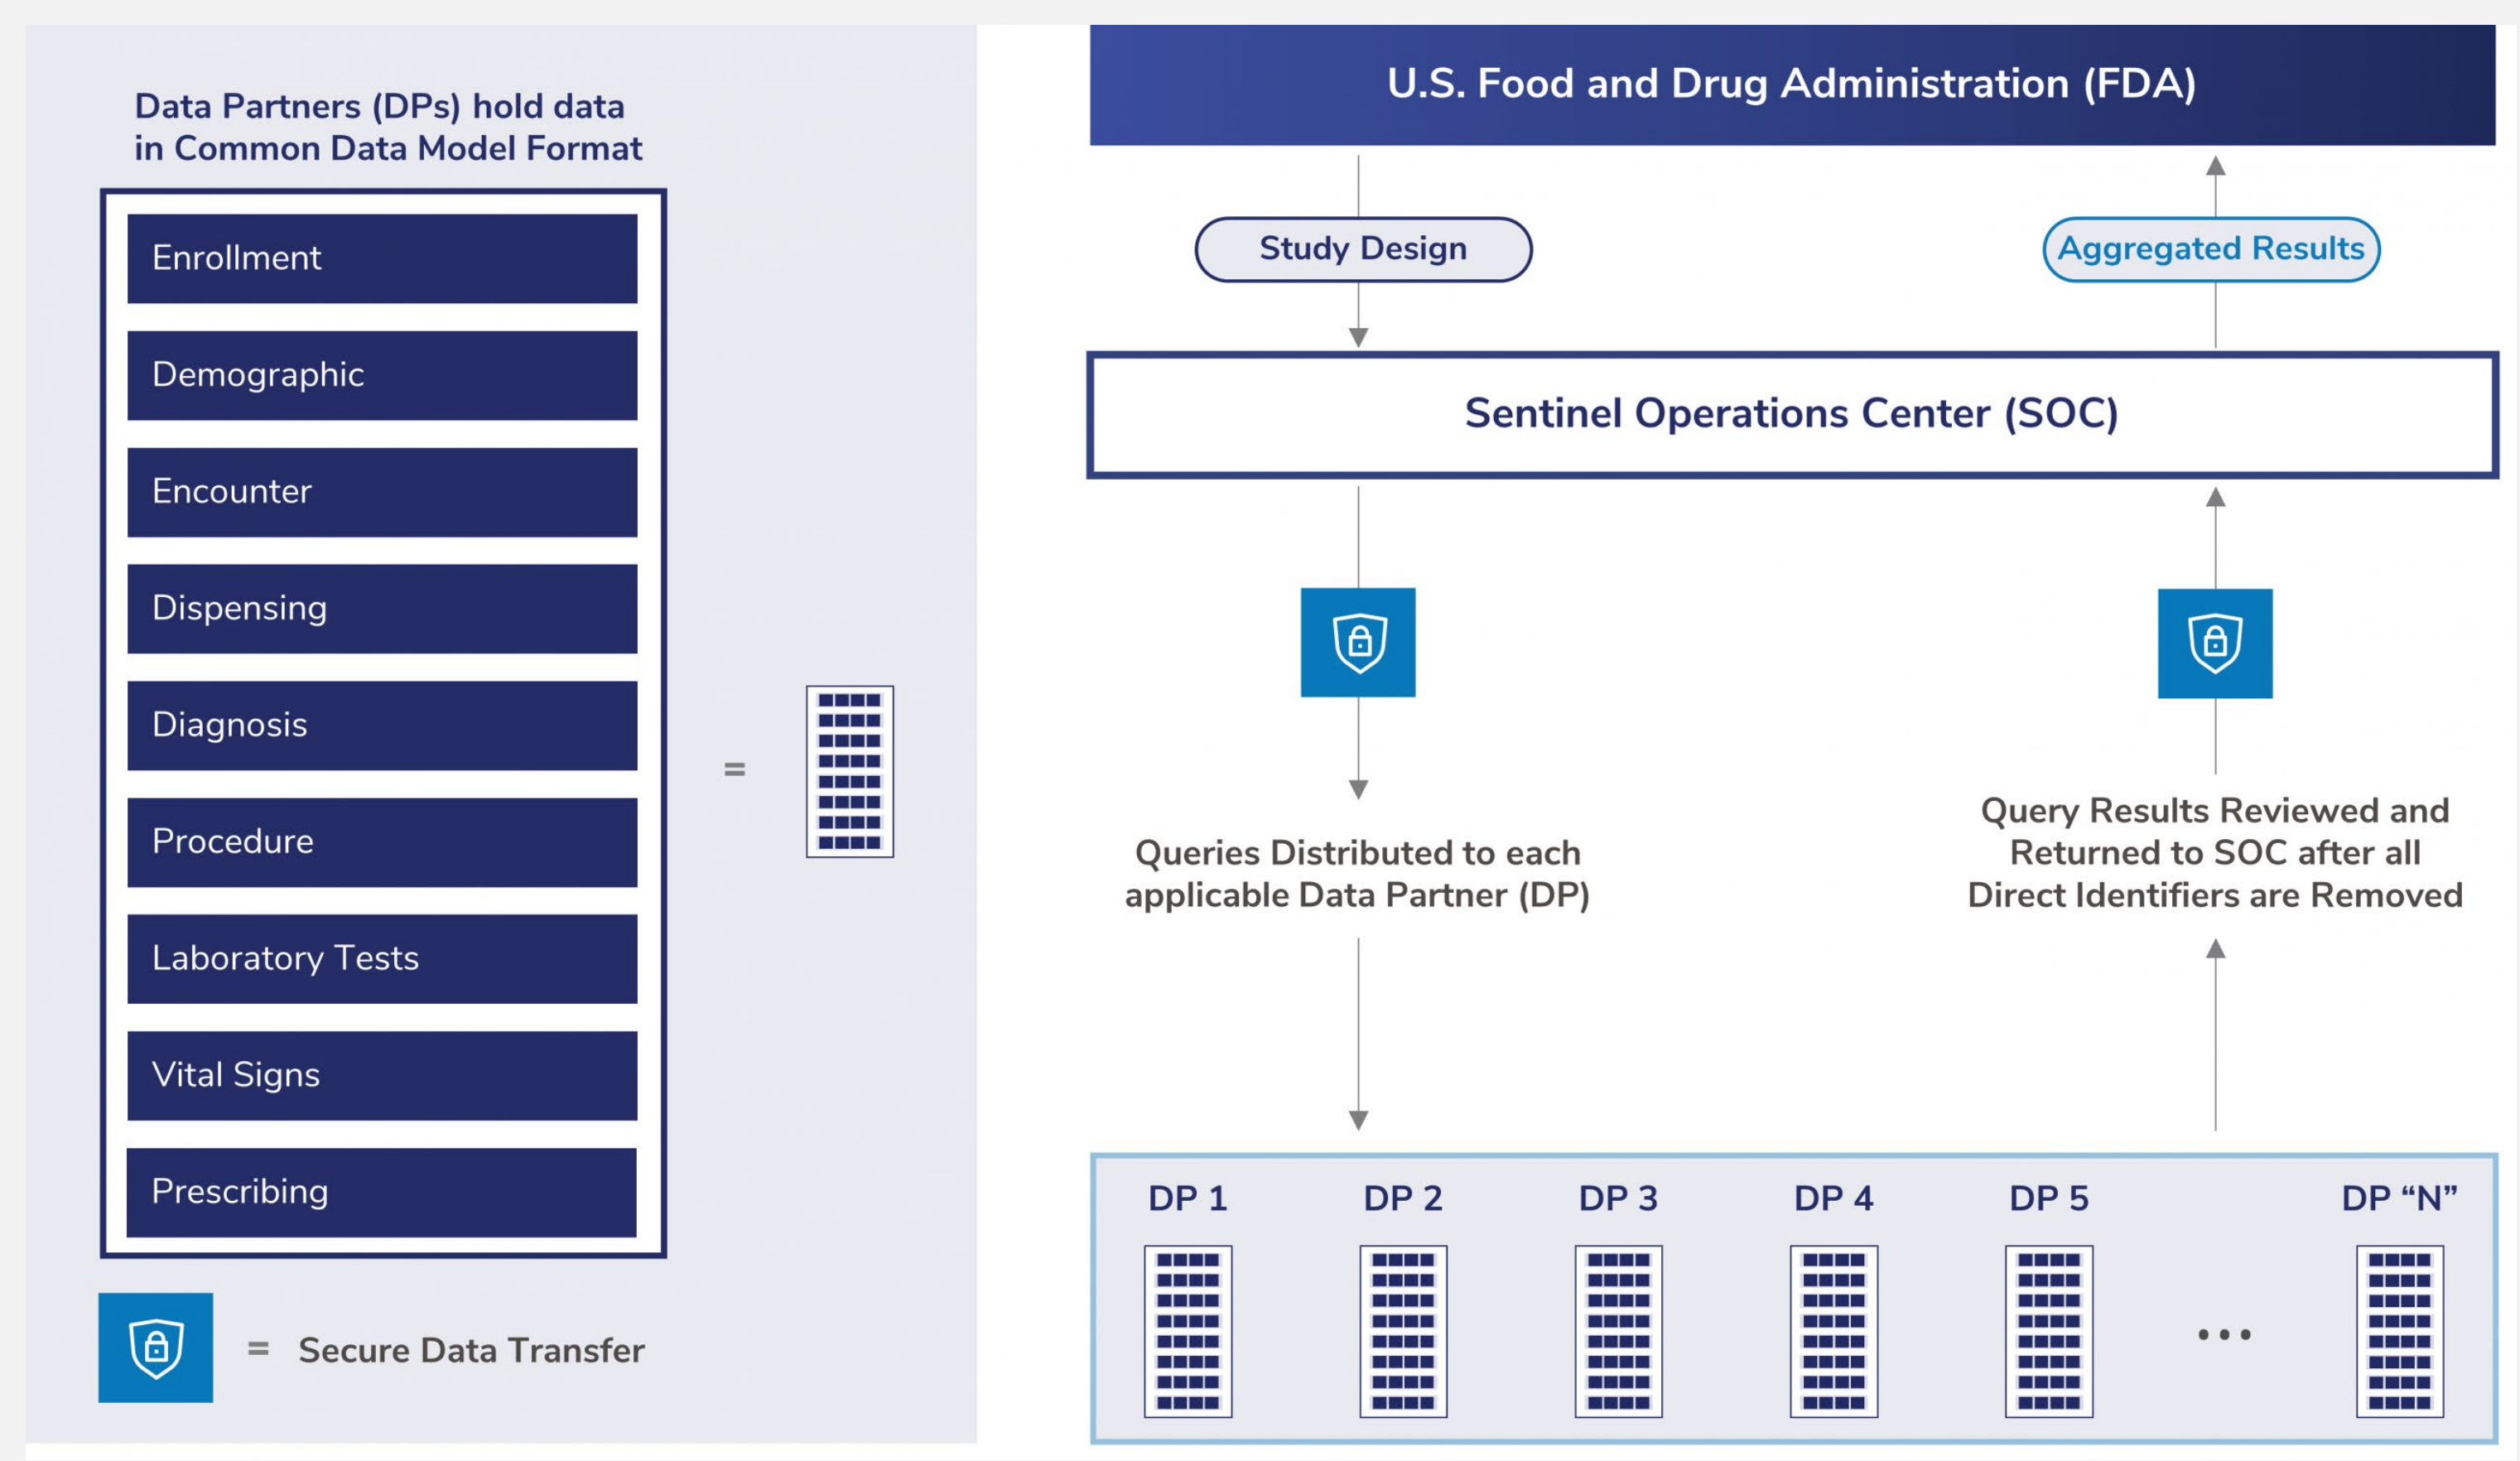 Data Partners (DPs) hold data
in Common Data Model Format
Enrollment
Demographic
Encounter
Dispensing
Diagnosis
Procedure
Laboratory Tests
Vital Signs
Prescribing
=
= Secure Data Transfer
U.S. Food and Drug Administration (FDA)
Study Design
Aggregated Results
Sentinel Operations Center (SOC)
Queries Distributed to each
applicable Data Partner (DP)
Query Results Reviewed and
Returned to SOC after all
Direct Identifiers are Removed
DP 1
DP 2
DP 3
DP 4
DP 5
...
DP “N”